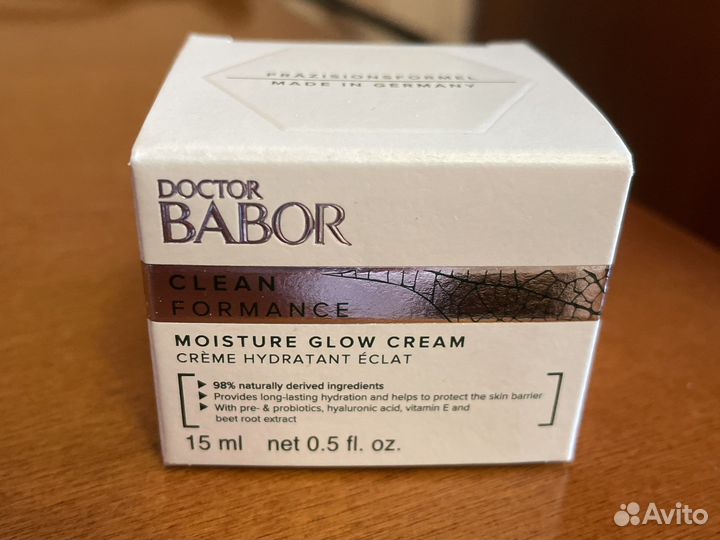 PRÄZISIONSFORMEL
MADE IN GERMANY
DOCTOR
BABOR
CLEAN
FORMANCE
MOISTURE GLOW CREAM
CRÈME HYDRATANT ÉCLAT
98% naturally derived ingredients
Provides long-lasting hydration and helps to protect the skin barrier
With pre- & probiotics, hyaluronic acid, vitamin E and
beet root extract
15 ml net 0.5 fl. oz.
Avito